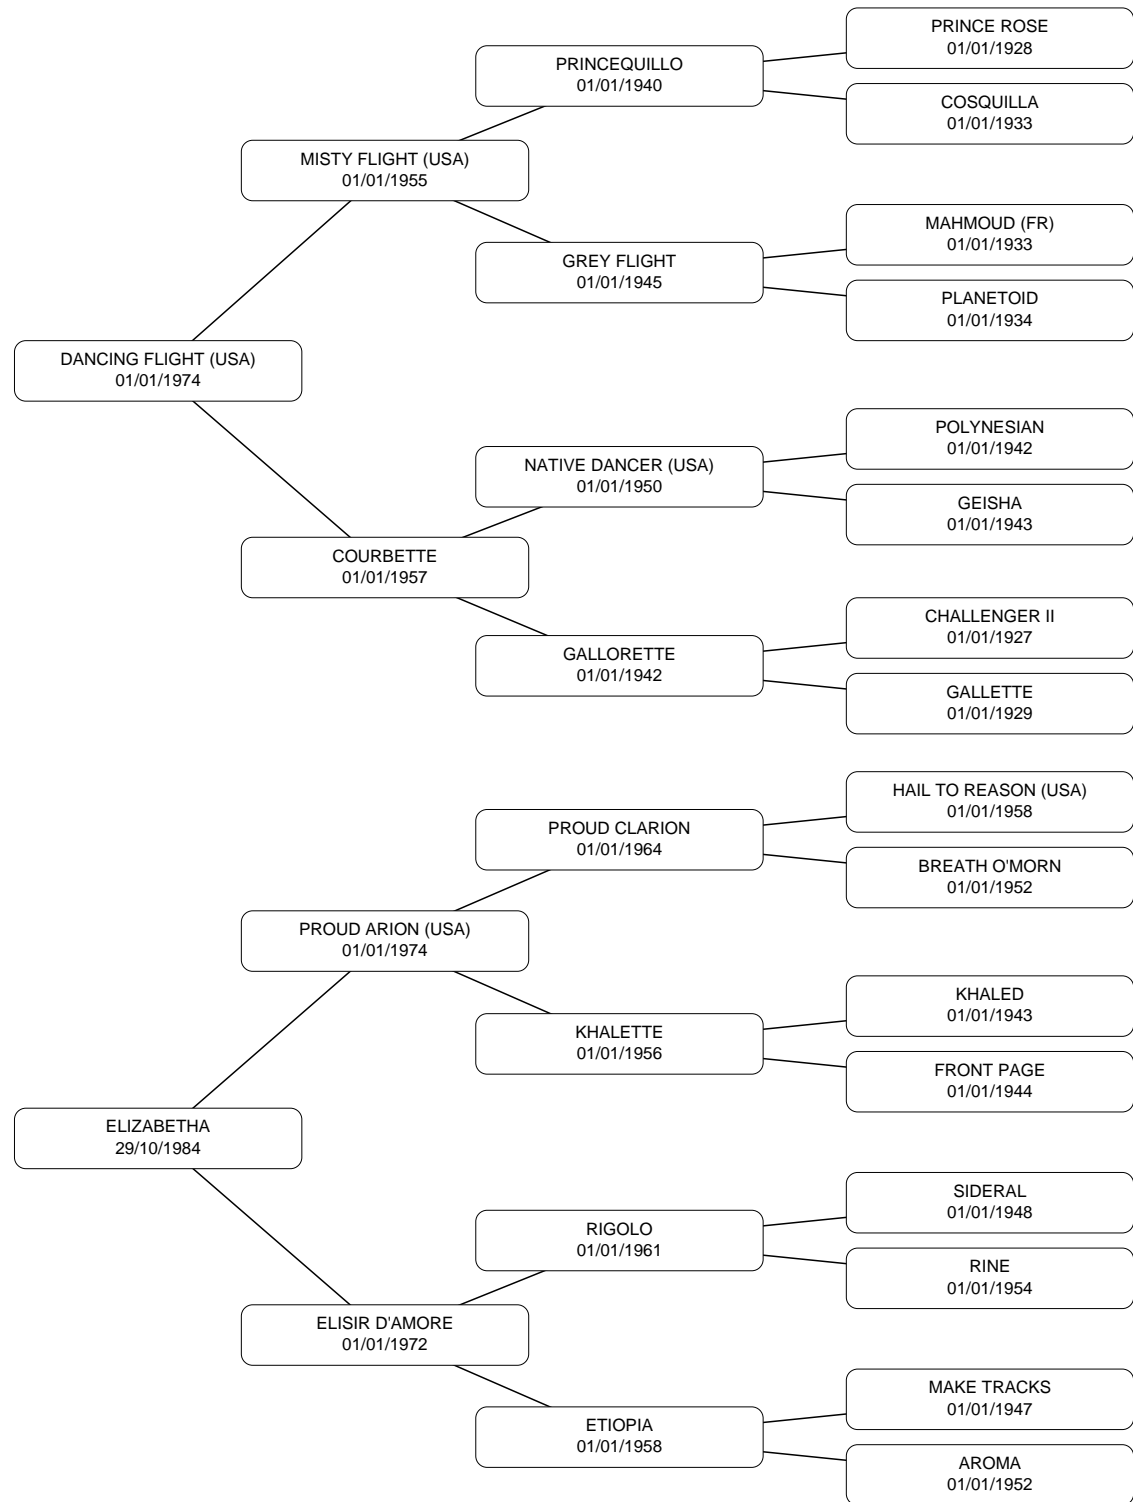 PRINCE ROSE
01/01/1928
PRINCEQUILLO
01/01/1940
COSQUILLA
01/01/1933
MISTY FLIGHT (USA)
01/01/1955
MAHMOUD (FR)
01/01/1933
GREY FLIGHT
01/01/1945
PLANETOID
01/01/1934
DANCING FLIGHT (USA)
01/01/1974
POLYNESIAN
01/01/1942
NATIVE DANCER (USA)
01/01/1950
GEISHA
01/01/1943
COURBETTE
01/01/1957
CHALLENGER II
01/01/1927
GALLORETTE
01/01/1942
GALLETTE
01/01/1929
HAIL TO REASON (USA)
01/01/1958
PROUD CLARION
01/01/1964
BREATH O'MORN
01/01/1952
PROUD ARION (USA)
01/01/1974
KHALED
01/01/1943
KHALETTE
01/01/1956
FRONT PAGE
01/01/1944
ELIZABETHA
29/10/1984
SIDERAL
01/01/1948
RIGOLO
01/01/1961
RINE
01/01/1954
ELISIR D'AMORE
01/01/1972
MAKE TRACKS
01/01/1947
ETIOPIA
01/01/1958
AROMA
01/01/1952